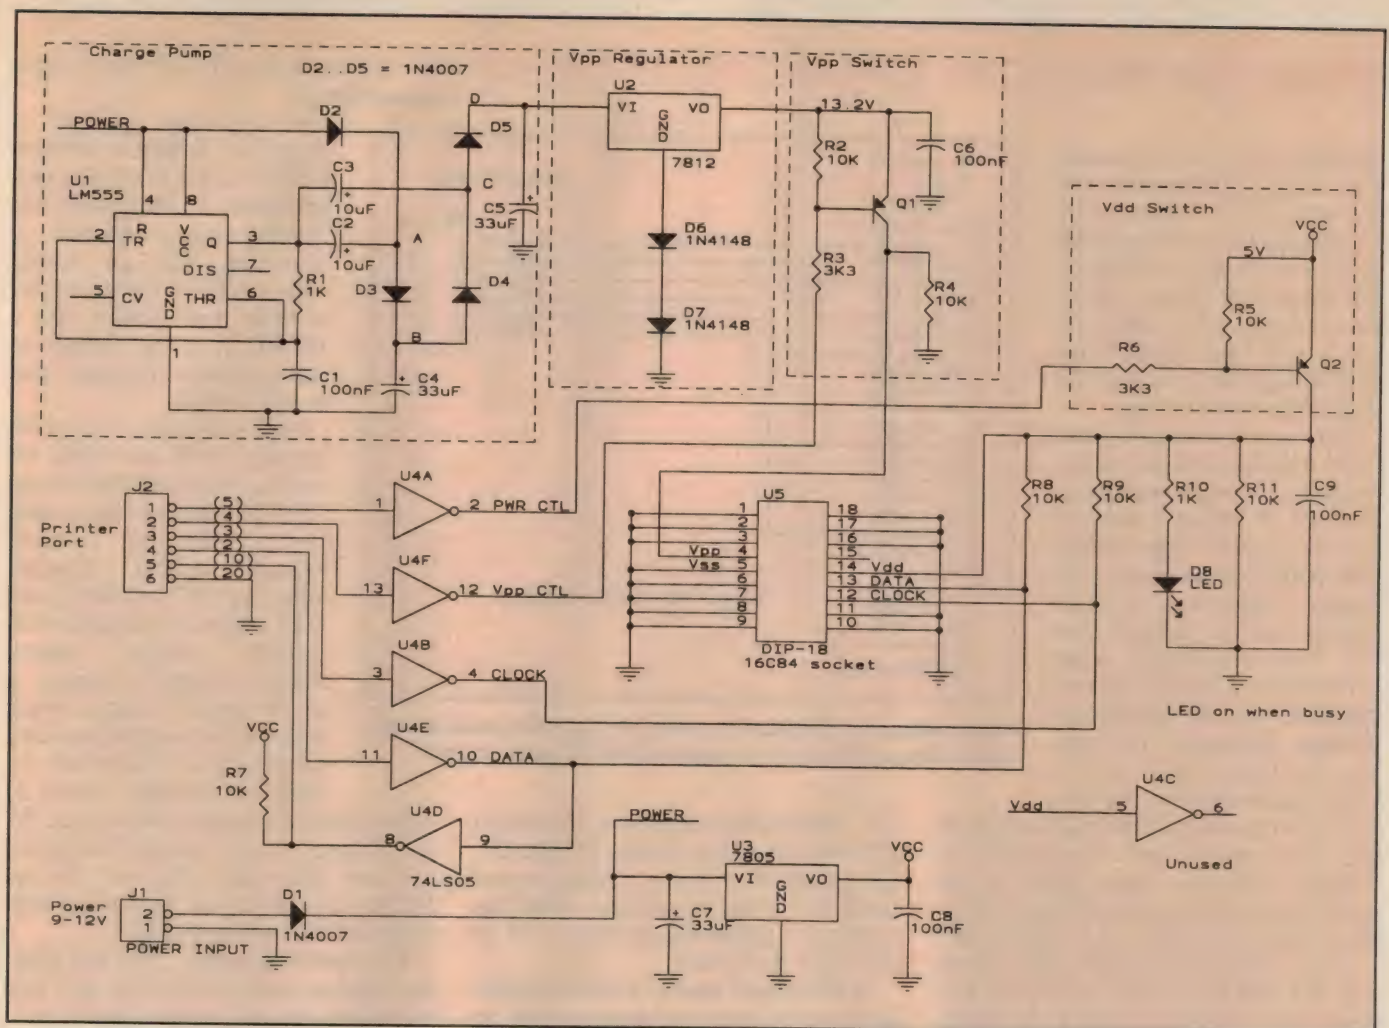 Charge Pump
D2..D5 = 1N4007
POWER
D2
D
D5
U1
LM555
4
8
R
VCC
2
TR
Q
3
DIS
7
5
CV
GND
THR
6
1
C3
10uF
C2
10uF
A
C
R1
1K
D3
D4
B
C1
100nF
C4
33uF
C5
33uF
Vpp Regulator
U2
VI
VO
GND
7812
D6
1N4148
D7
1N4148
Vpp Switch
13.2V
R2
10K
C6
100nF
Q1
R3
3K3
R4
10K
Vdd Switch
VCC
5V
R5
10K
R6
3K3
Q2
J2
Printer
Port
1
2
3
4
5
6
(5)
(4)
(3)
(2)
(10)
(20)
U4A
1
2 PWR CTL
U4F
13
12 Vpp CTL
U4B
3
4 CLOCK
U4E
11
10 DATA
U4D
8
9
74LS05
VCC
R7
10K
U5
1
2
3
Vpp 4
Vss 5
6
7
8
9
18
17
16
15
14 Vdd
13 DATA
12 CLOCK
11
10
DIP-18
16C84 socket
R8
10K
R9
10K
R10
1K
R11
10K
C9
100nF
D8
LED
LED on when busy
U4C
Vdd
5
6
Unused
POWER
U3
7805
VI
VO
GND
VCC
C7
33uF
C8
100nF
J1
Power
9-12V
2
1
D1
1N4007
POWER INPUT